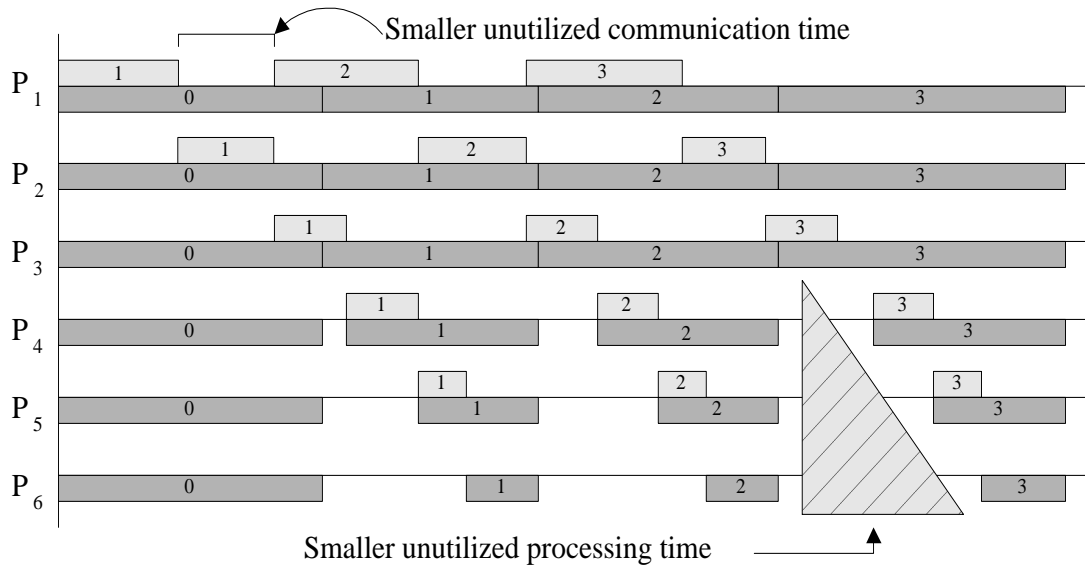 Smaller unutilized communication time
1 2 3
P1 0 1 2 3
1 2 3
P2 0 1 2 3
1 2 3
P3 0 1 2 3
1 2 3
P4 0 1 2 3
1 2 3
P5 0 1 2 3
P6 0 1 2 3
Smaller unutilized processing time